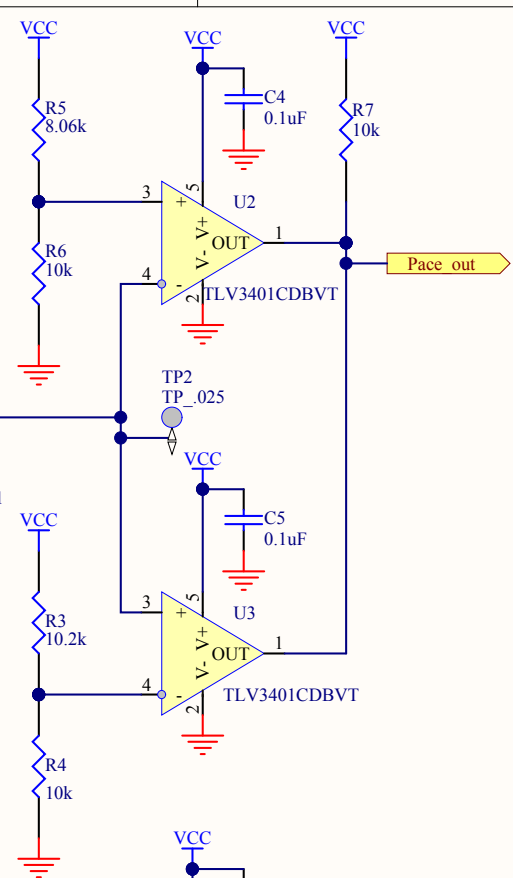 VCC
VCC
VCC
R5
8.06k
C4
0.1uF
R7
10k
3
5
U2
+
V+
1
OUT
R6
10k
4
-
V-
2
TLV3401CDBVT
Pace_out
TP2
TP_.025
VCC
VCC
C5
0.1uF
R3
10.2k
3
5
U3
+
V+
1
OUT
4
-
V-
2
TLV3401CDBVT
R4
10k
VCC